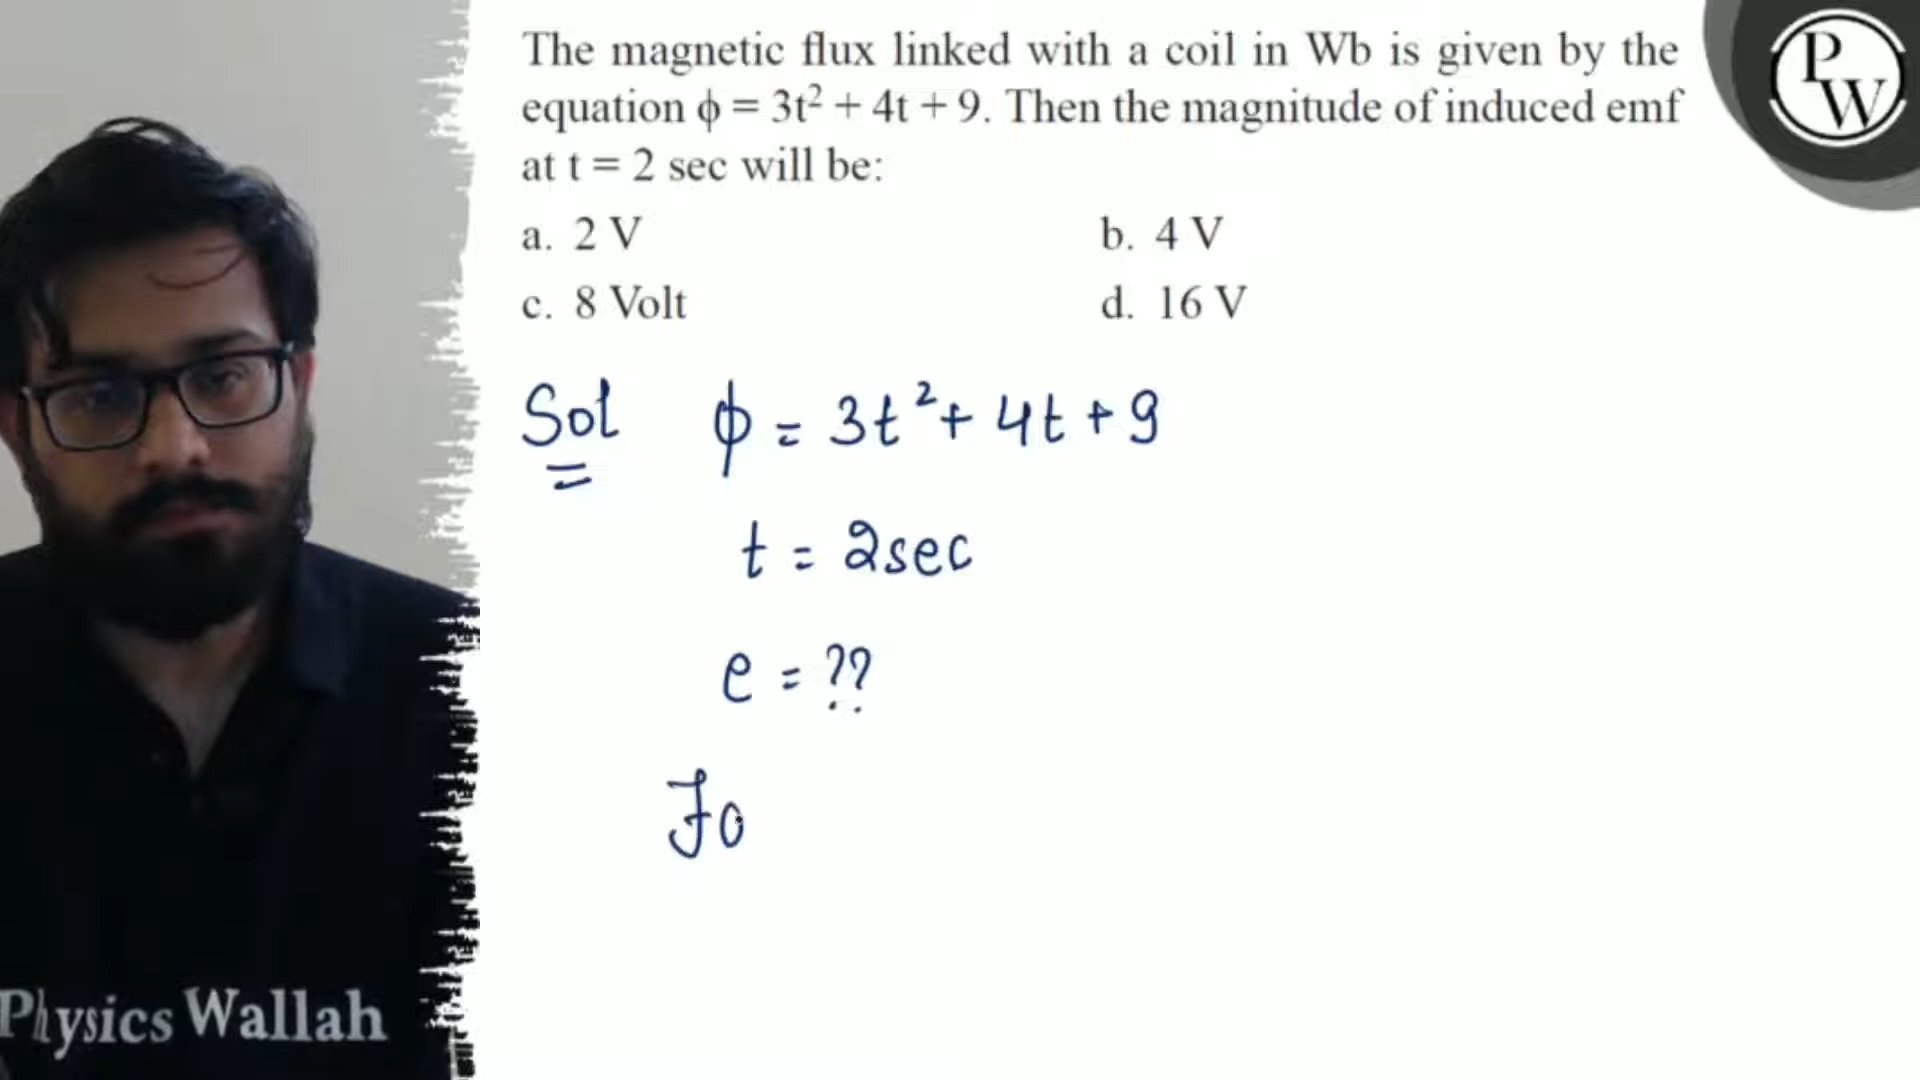 The magnetic flux linked with a coil in Wb is given by the
equation ϕ = 3t² + 4t + 9. Then the magnitude of induced emf
at t = 2 sec will be:
a. 2 V b. 4 V
c. 8 Volt d. 16 V
PW
Sol ϕ = 3t² + 4t + 9
t = 2sec
e = ??
Fo
Physics Wallah